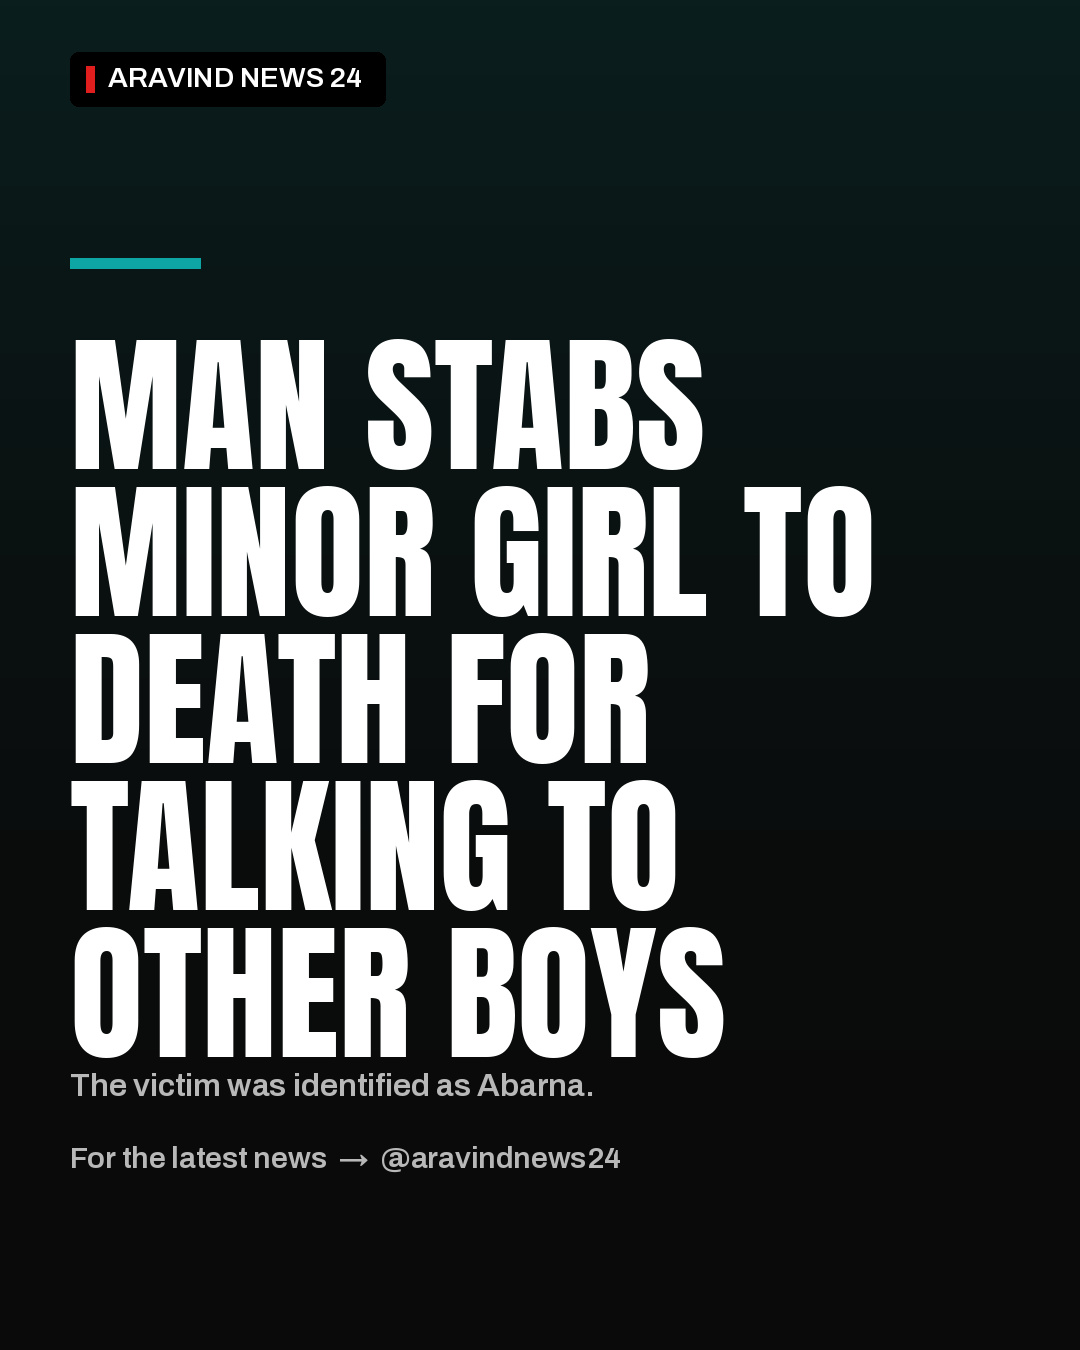 ARAVIND NEWS 24
MAN STABS
MINOR GIRL TO
DEATH FOR
TALKING TO
OTHER BOYS
The victim was identified as Abarna.
For the latest news → @aravindnews24